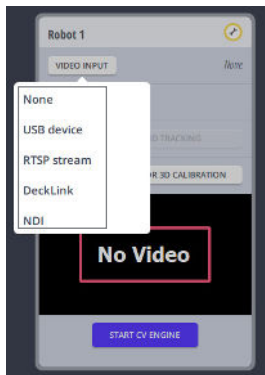 Robot 1
VIDEO INPUT
None
None
USB device
RTSP stream
DeckLink
NDI
D TRACKING
OR 3D CALIBRATION
No Video
START CV ENGINE